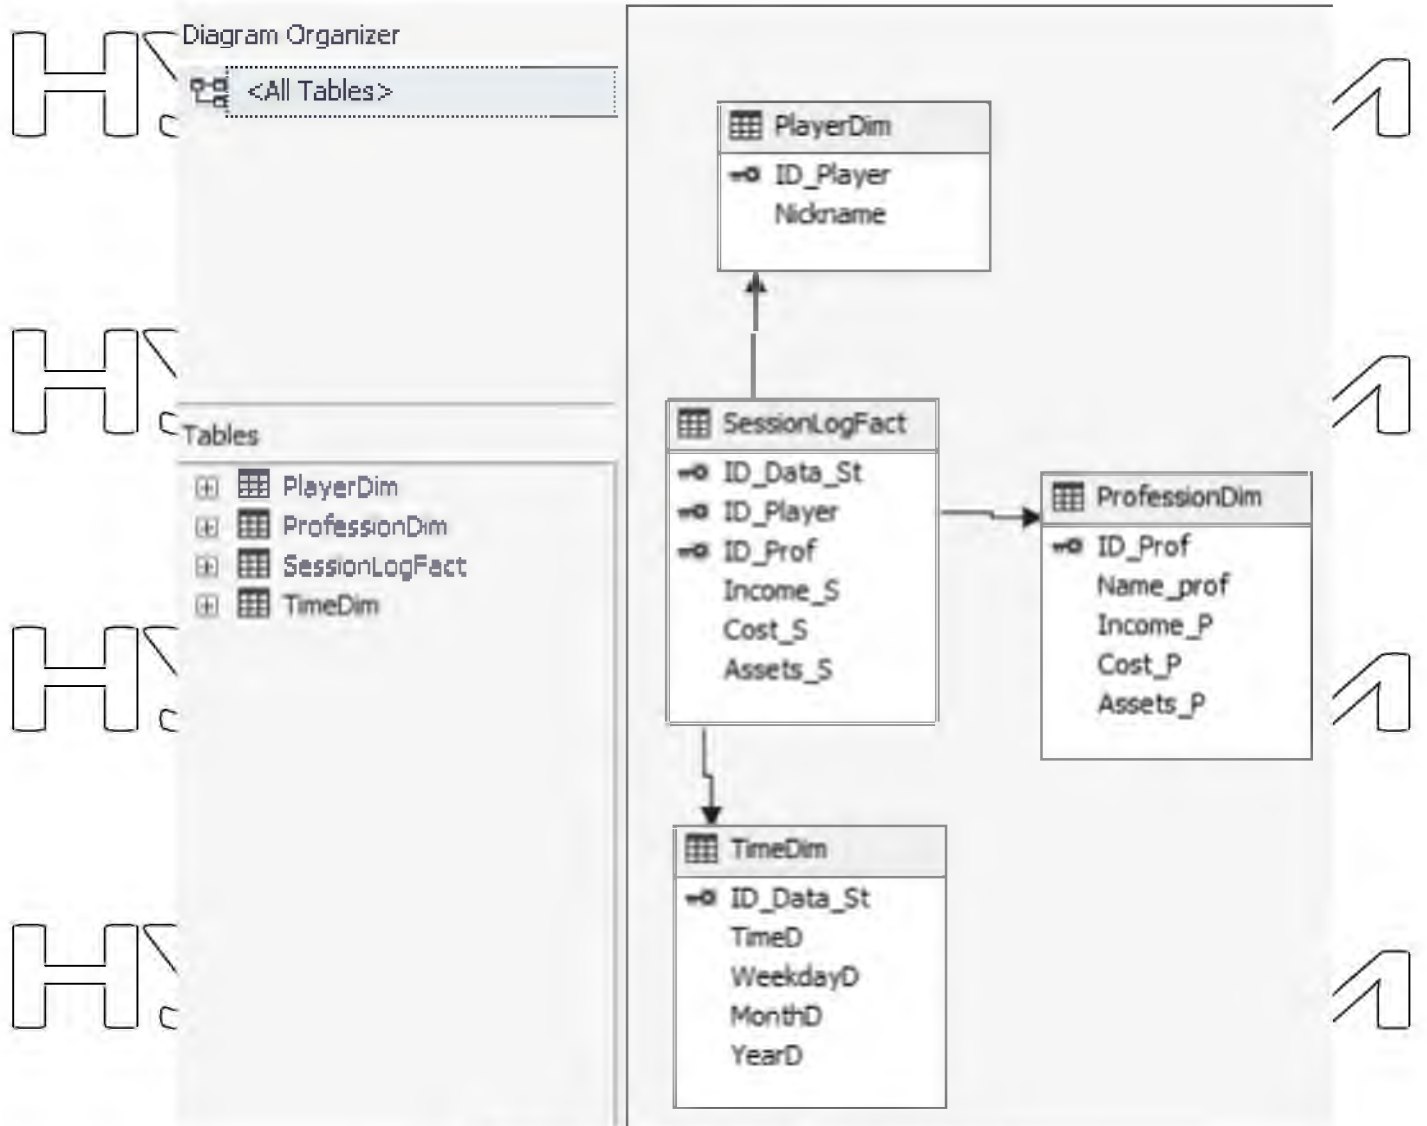 Diagram Organizer
<All Tables>
Tables
PlayerDim
ProfessionDim
SessionLogFact
TimeDim
PlayerDim
ID_Player
Nickname
SessionLogFact
ID_Data_St
ID_Player
ID_Prof
Income_S
Cost_S
Assets_S
ProfessionDim
ID_Prof
Name_prof
Income_P
Cost_P
Assets_P
TimeDim
ID_Data_St
TimeD
WeekdayD
MonthD
YearD